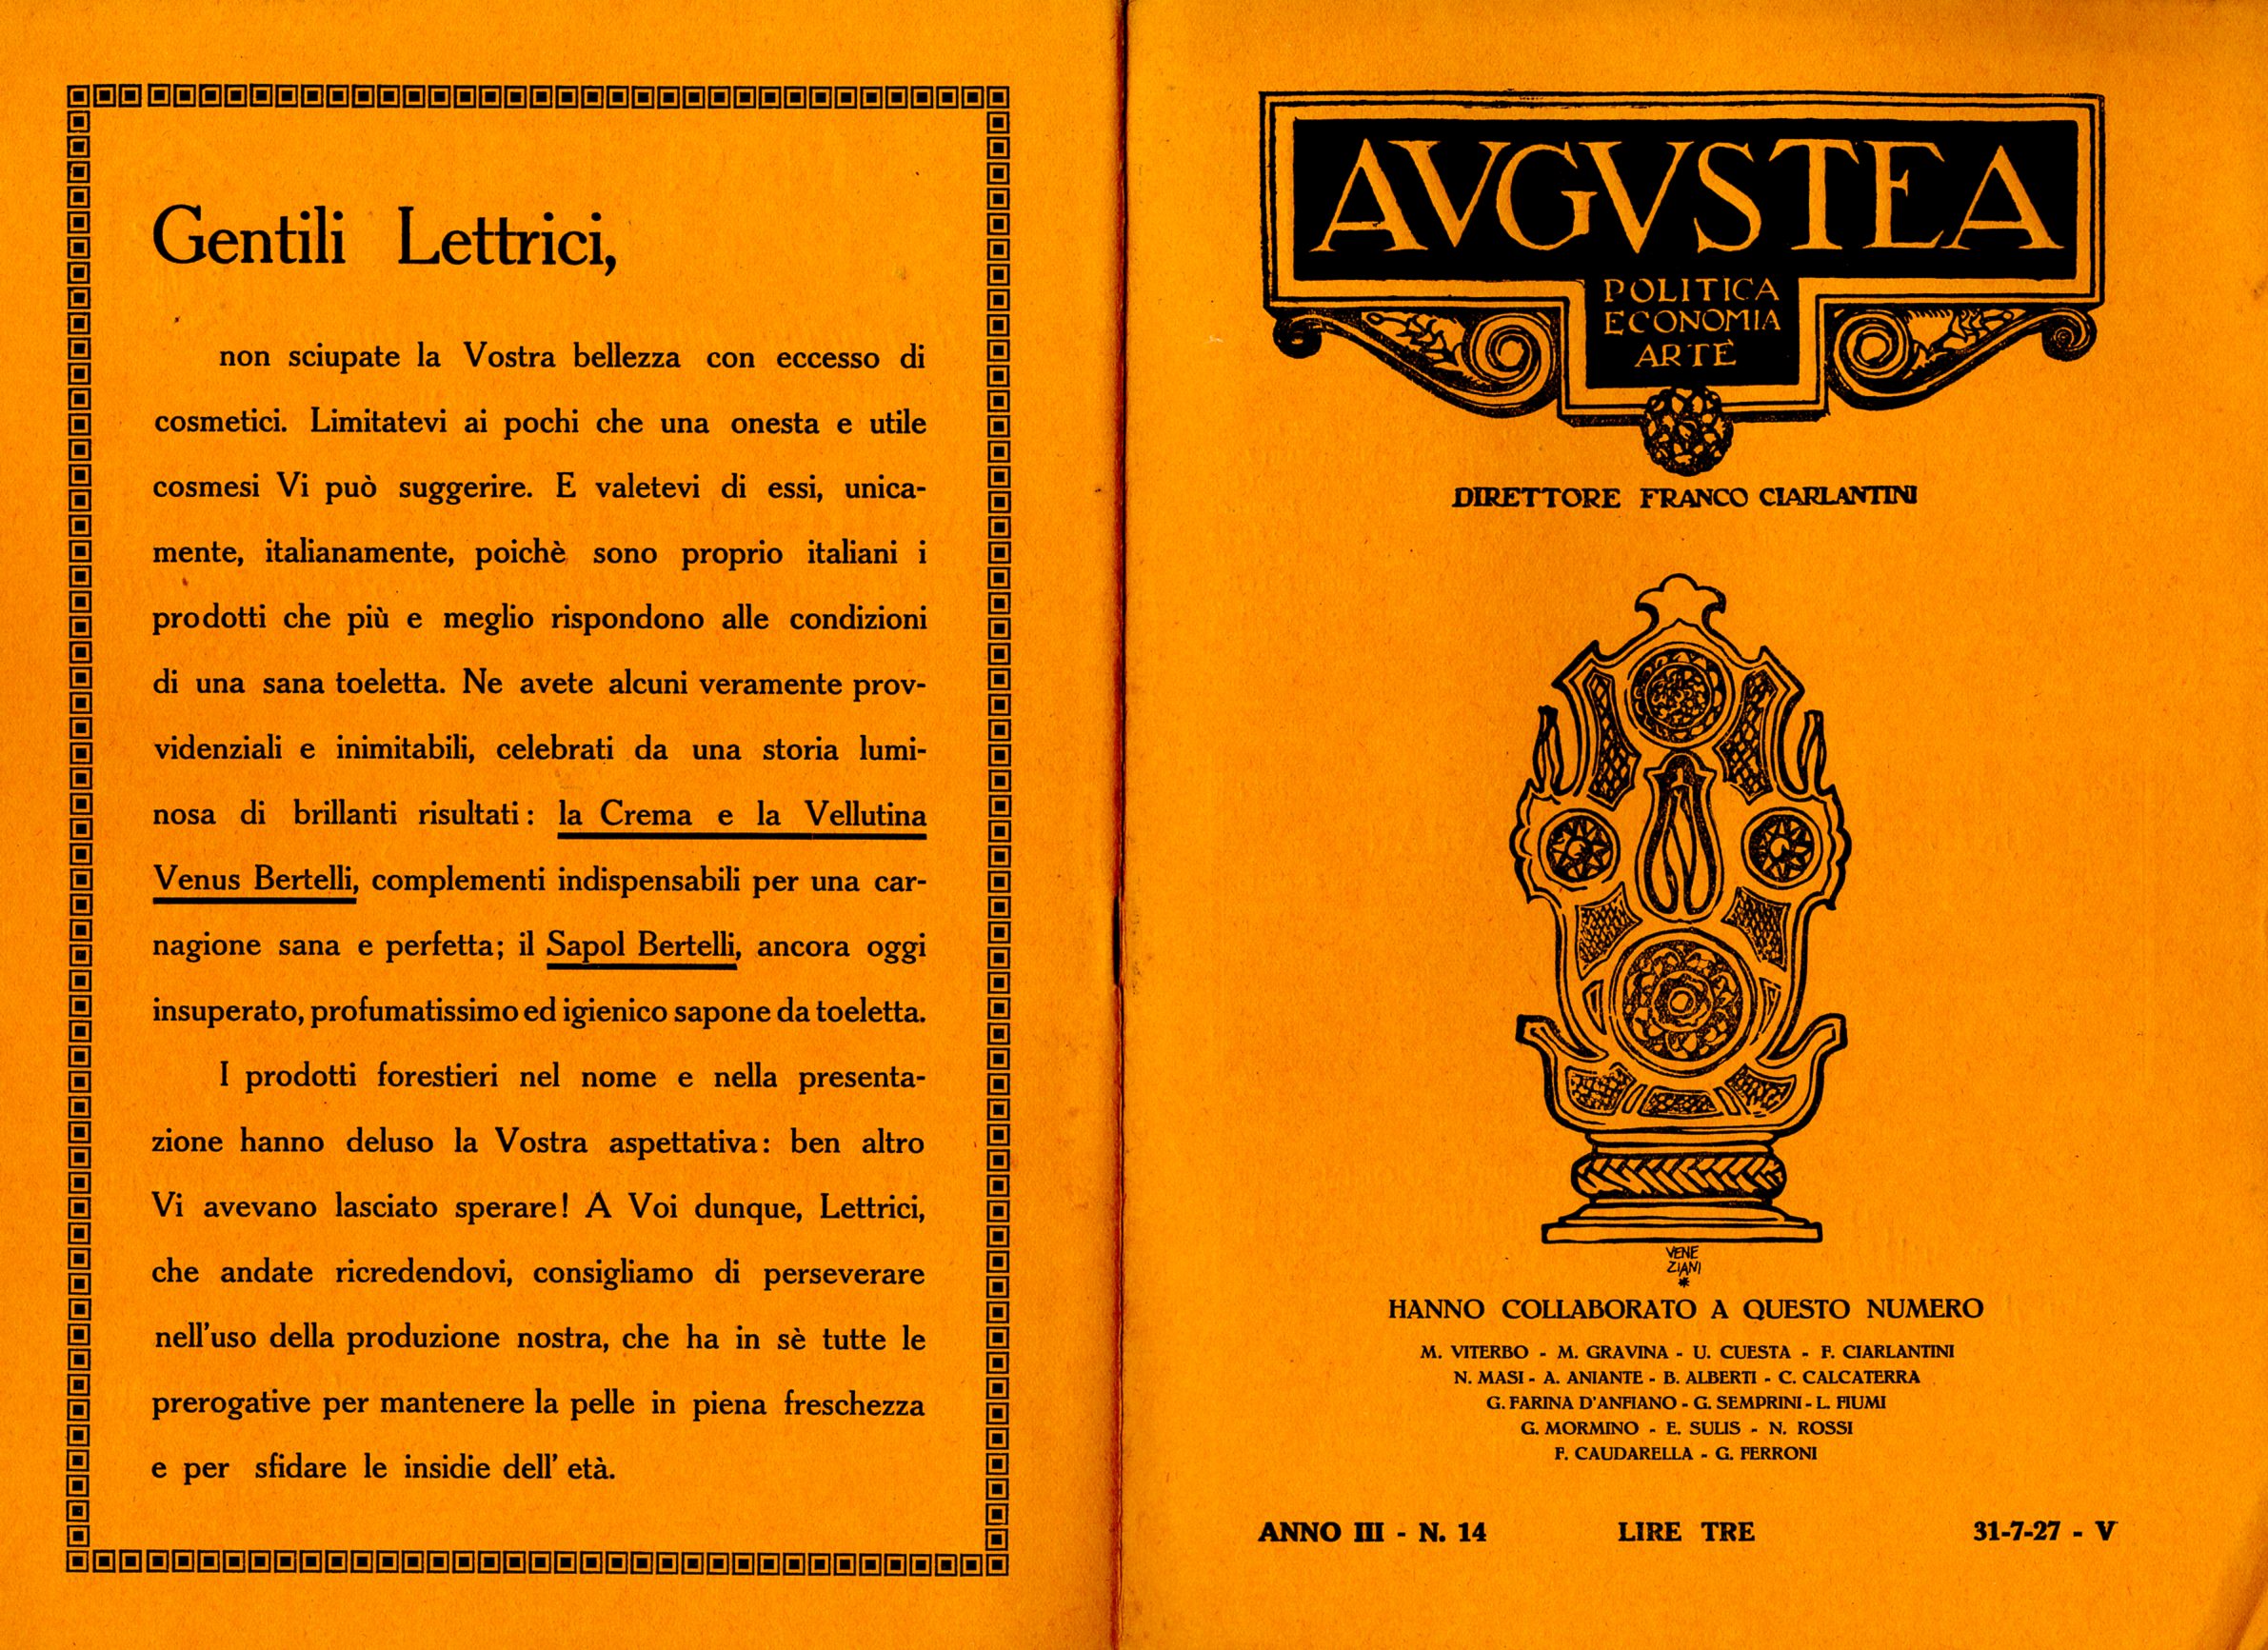 Gentili Lettrici,
non sciupate la Vostra bellezza con eccesso di
cosmetici. Limitatevi ai pochi che una onesta e utile
cosmesi Vi può suggerire. E valetevi di essi, unica-
mente, italianamente, poichè sono proprio italiani i
prodotti che più e meglio rispondono alle condizioni
di una sana toeletta. Ne avete alcuni veramente prov-
videnziali e inimitabili, celebrati da una storia lumi-
nosa di brillanti risultati: la Crema e la Vellutina
Venus Bertelli, complementi indispensabili per una car-
nagione sana e perfetta; il Sapol Bertelli, ancora oggi
insuperato, profumatissimo ed igienico sapone da toeletta.
I prodotti forestieri nel nome e nella presenta-
zione hanno deluso la Vostra aspettativa: ben altro
Vi avevano lasciato sperare! A Voi dunque, Lettrici,
che andate ricredendovi, consigliamo di perseverare
nell'uso della produzione nostra, che ha in sè tutte le
prerogative per mantenere la pelle in piena freschezza
e per sfidare le insidie dell' età.
AVGVSTEA
POLITICA
ECONOMIA
ARTE
DIRETTORE FRANCO CIARLANTINI
VENE
ZIANI
HANNO COLLABORATO A QUESTO NUMERO
M. VITERBO - M. GRAVINA - U. CUESTA - F. CIARLANTINI
N. MASI - A. ANIANTE - B. ALBERTI - C. CALCATERRA
G. FARINA D'ANFIANO - G. SEMPRINI - L. FIUMI
G. MORMINO - E. SULIS - N. ROSSI
F. CAUDARELLA - G. FERRONI
ANNO III - N. 14 LIRE TRE 31-7-27 - V